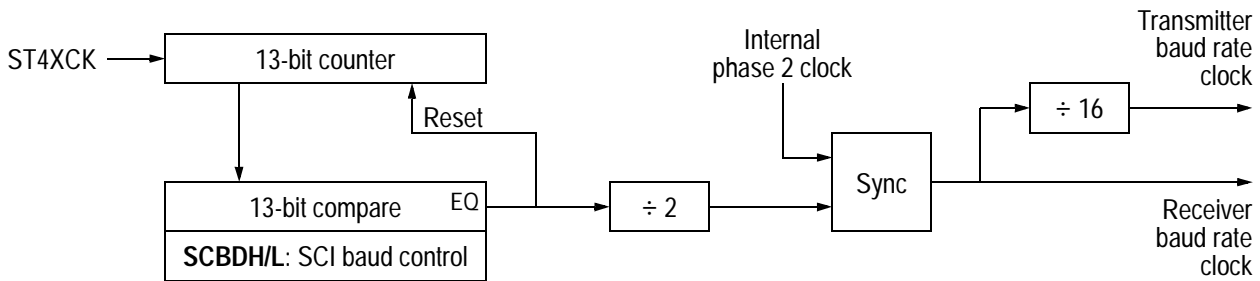 ST4XCK
13-bit counter
Reset
13-bit compare
EQ
SCBDH/L: SCI baud control
÷ 2
Internal
phase 2 clock
Sync
÷ 16
Transmitter
baud rate
clock
Receiver
baud rate
clock